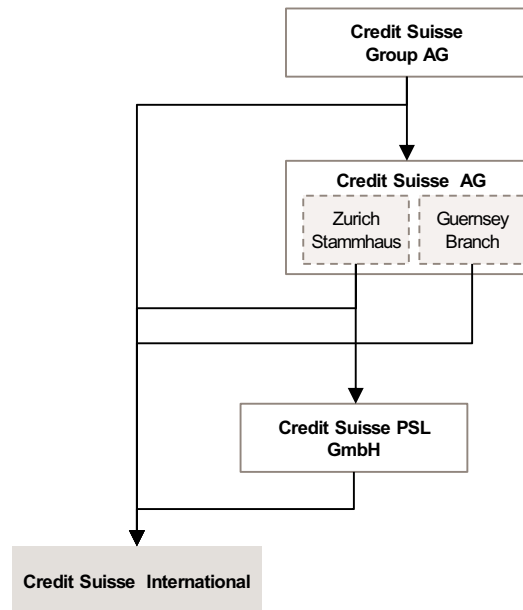 Credit Suisse
Group AG
Credit Suisse AG
Zurich
Stammhaus
Guernsey
Branch
Credit Suisse PSL
GmbH
Credit Suisse International